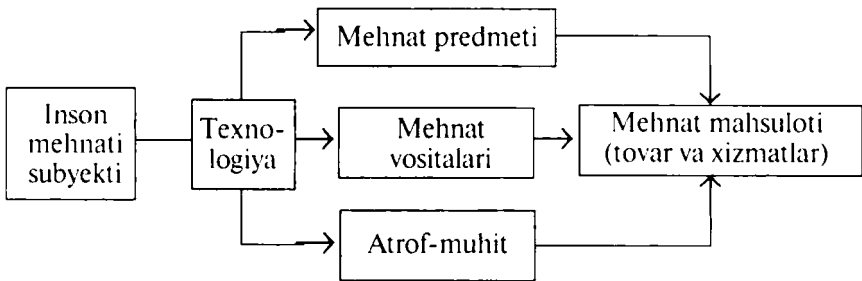 Inson
mehnati
subyekti
Texno-
logiya
Mehnat predmeti
Mehnat
vositalari
Atrof-muhit
Mehnat mahsuloti
(tovar va xizmatlar)